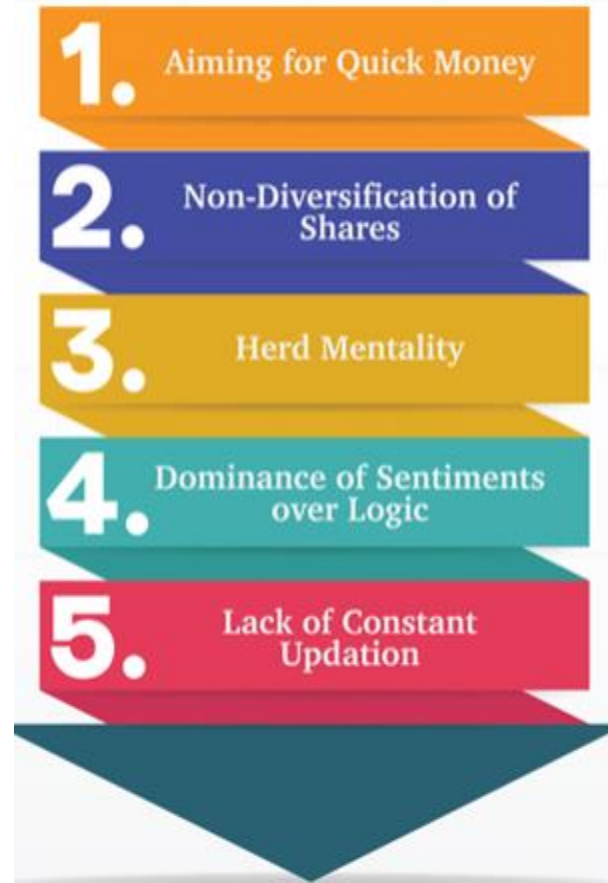 1. Aiming for Quick Money
2. Non-Diversification of
Shares
3. Herd Mentality
4. Dominance of Sentiments
over Logic
5. Lack of Constant
Updation